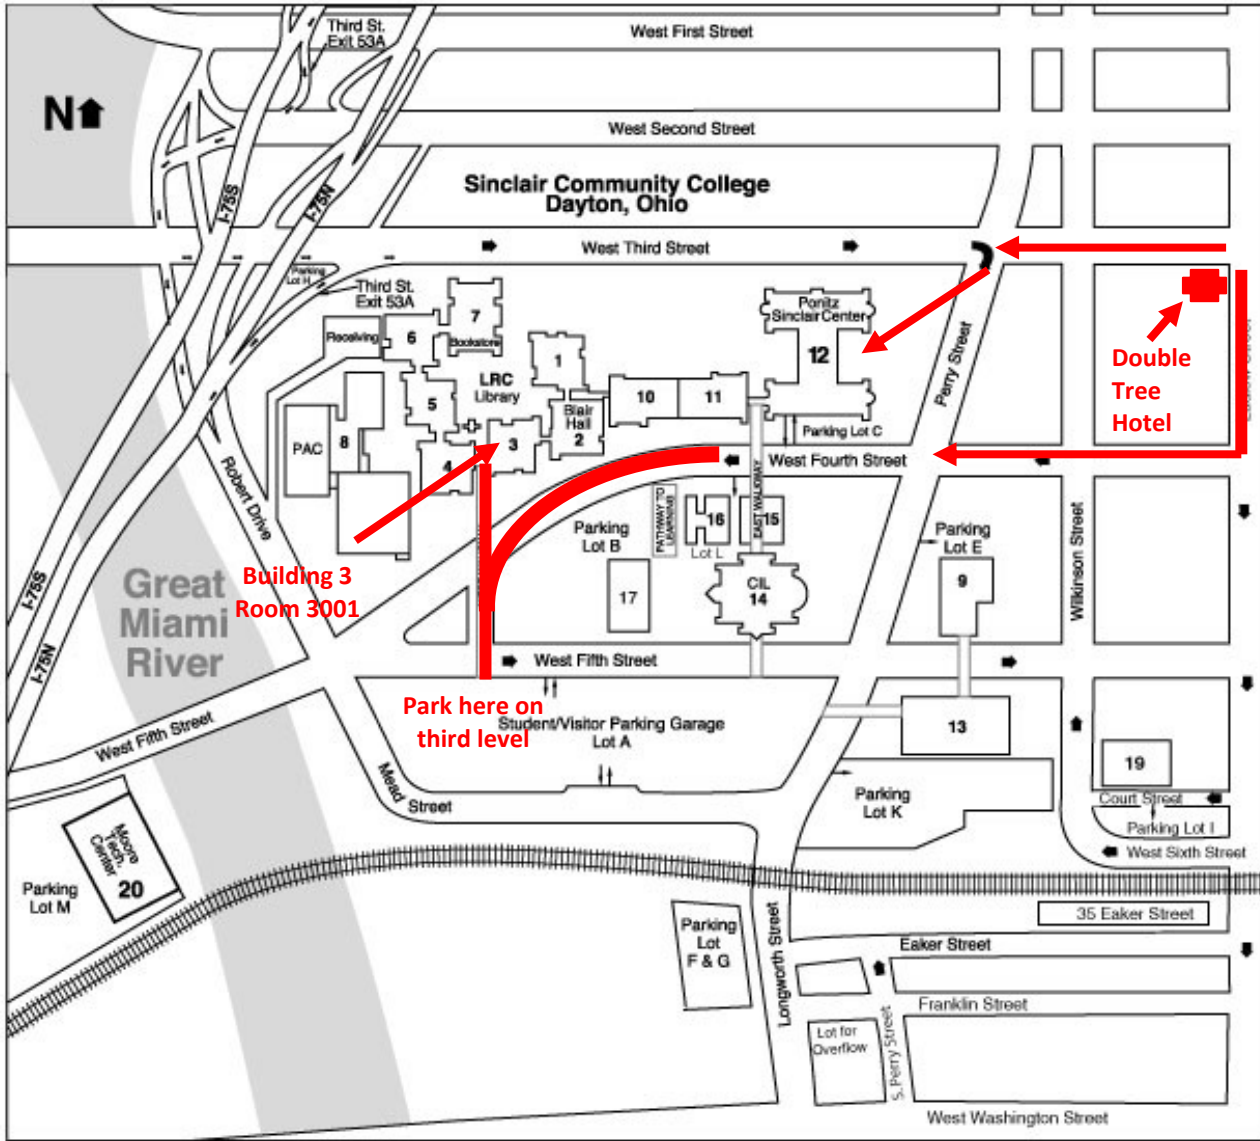 Third St.
Exit 53A
West First Street
N
West Second Street
I-75S
I-75N
Sinclair Community College
Dayton, Ohio
West Third Street
Parking
Lot H
Third St.
Exit 53A
7
Bookstore
Receiving
6
1
Ponitz
Sinclair Center
12
Perry Street
Double
Tree
Hotel
LRC
Library
5
10
11
Blair
Hall
2
PAC
8
3
4
Parking Lot C
West Fourth Street
Robert Drive
PATHWAY TO
LEARNING
16
Lot L
EAST WALKWAY
15
Parking
Lot B
Parking
Lot E
9
Wilkinson Street
I-75S
Building 3
Room 3001
Great
Miami
River
17
CIL
14
I-75N
West Fifth Street
Park here on
third level
Student/Visitor Parking Garage
Lot A
13
West Fifth Street
Mead Street
19
Court Street
Parking Lot I
West Sixth Street
Parking
Lot K
Moore
Tech.
Center
20
Parking
Lot M
35 Eaker Street
Parking
Lot
F & G
Longworth Street
Eaker Street
Franklin Street
Lot for
Overflow
S. Perry Street
West Washington Street